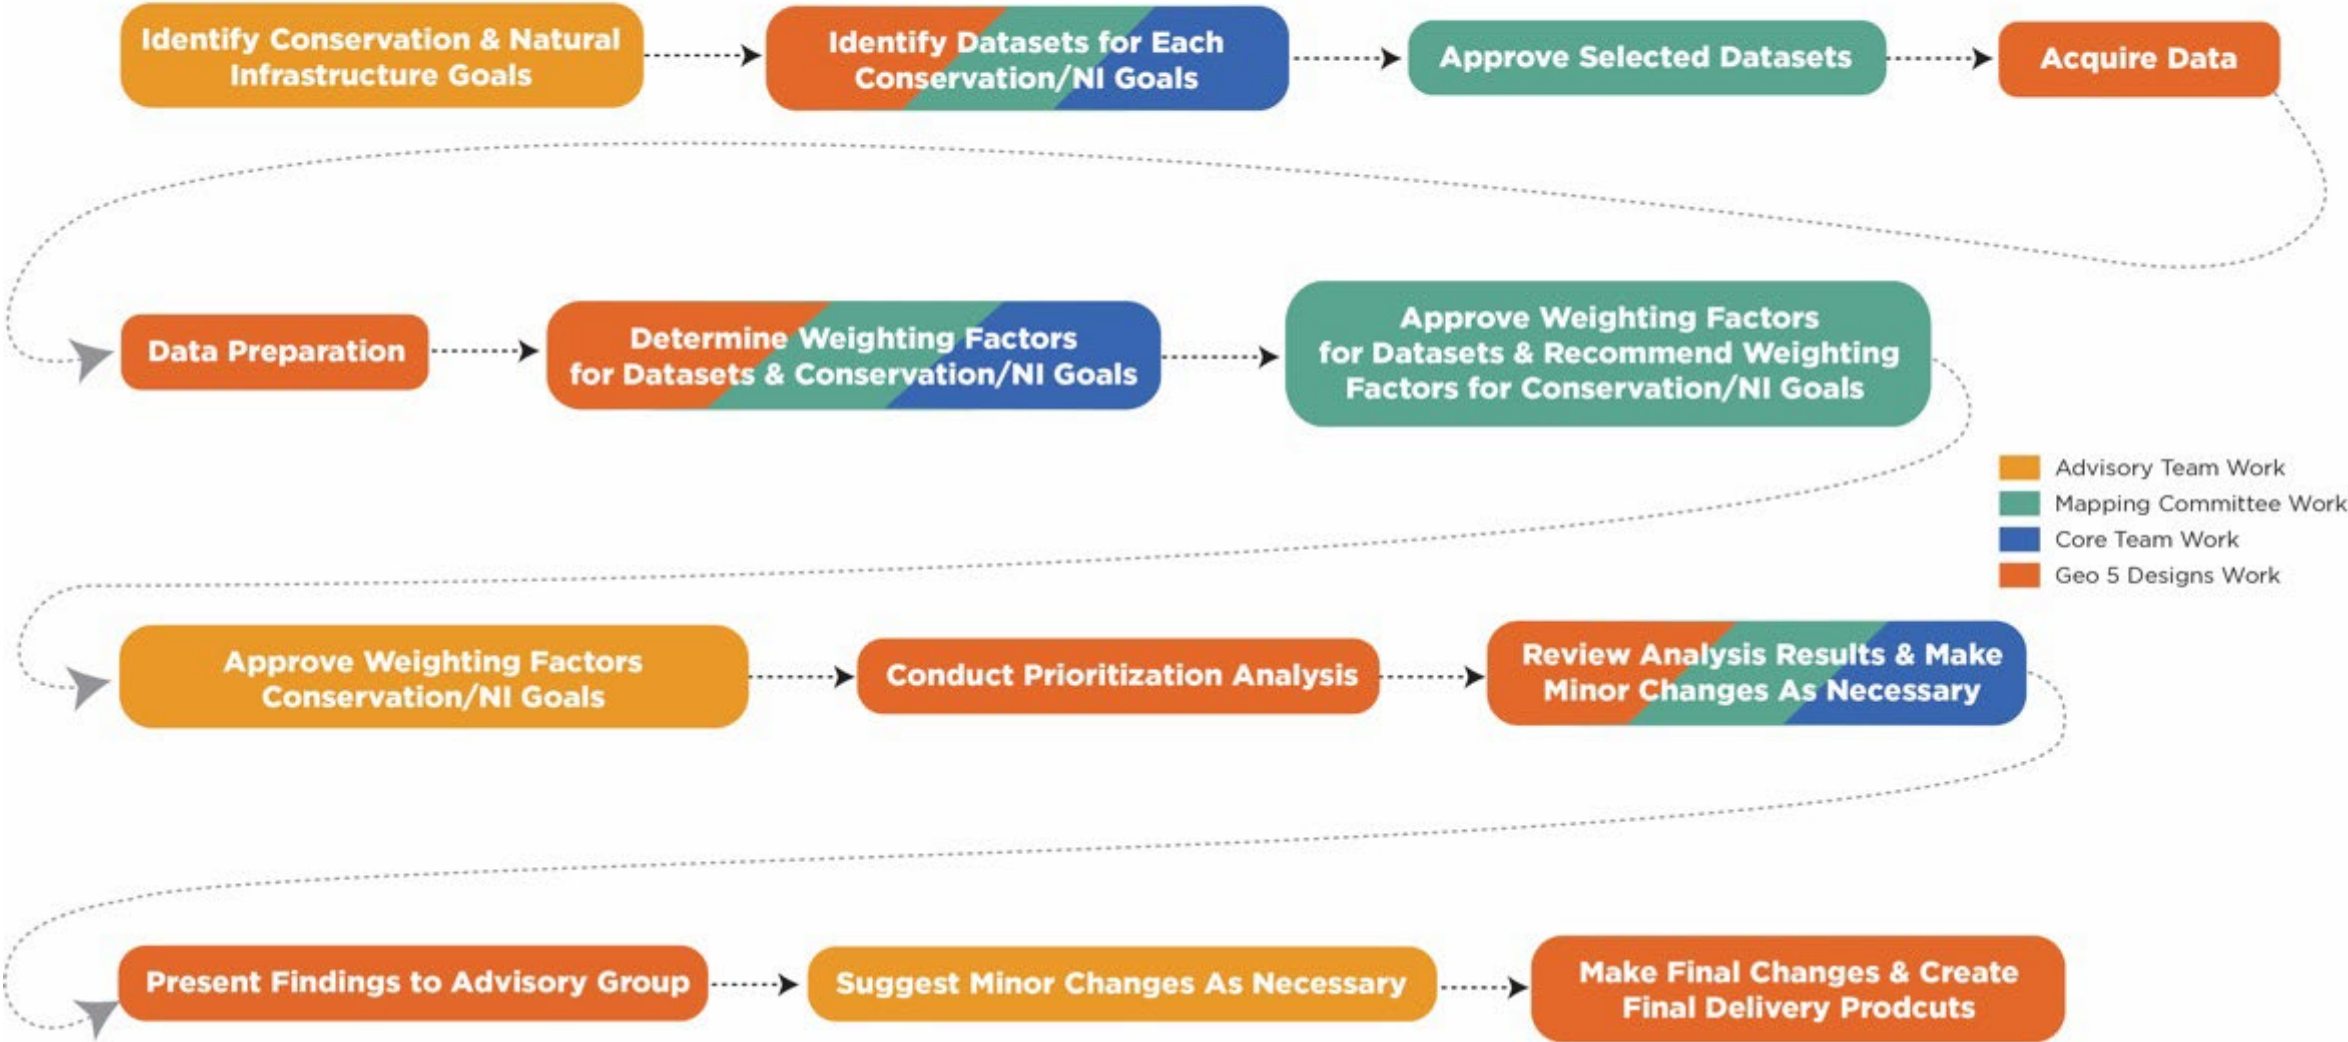 Identify Conservation & Natural
Infrastructure Goals
Identify Datasets for Each
Conservation/NI Goals
Approve Selected Datasets
Acquire Data
Data Preparation
Determine Weighting Factors
for Datasets & Conservation/NI Goals
Approve Weighting Factors
for Datasets & Recommend Weighting
Factors for Conservation/NI Goals
Advisory Team Work
Mapping Committee Work
Core Team Work
Geo 5 Designs Work
Approve Weighting Factors
Conservation/NI Goals
Conduct Prioritization Analysis
Review Analysis Results & Make
Minor Changes As Necessary
Present Findings to Advisory Group
Suggest Minor Changes As Necessary
Make Final Changes & Create
Final Delivery Prodcuts